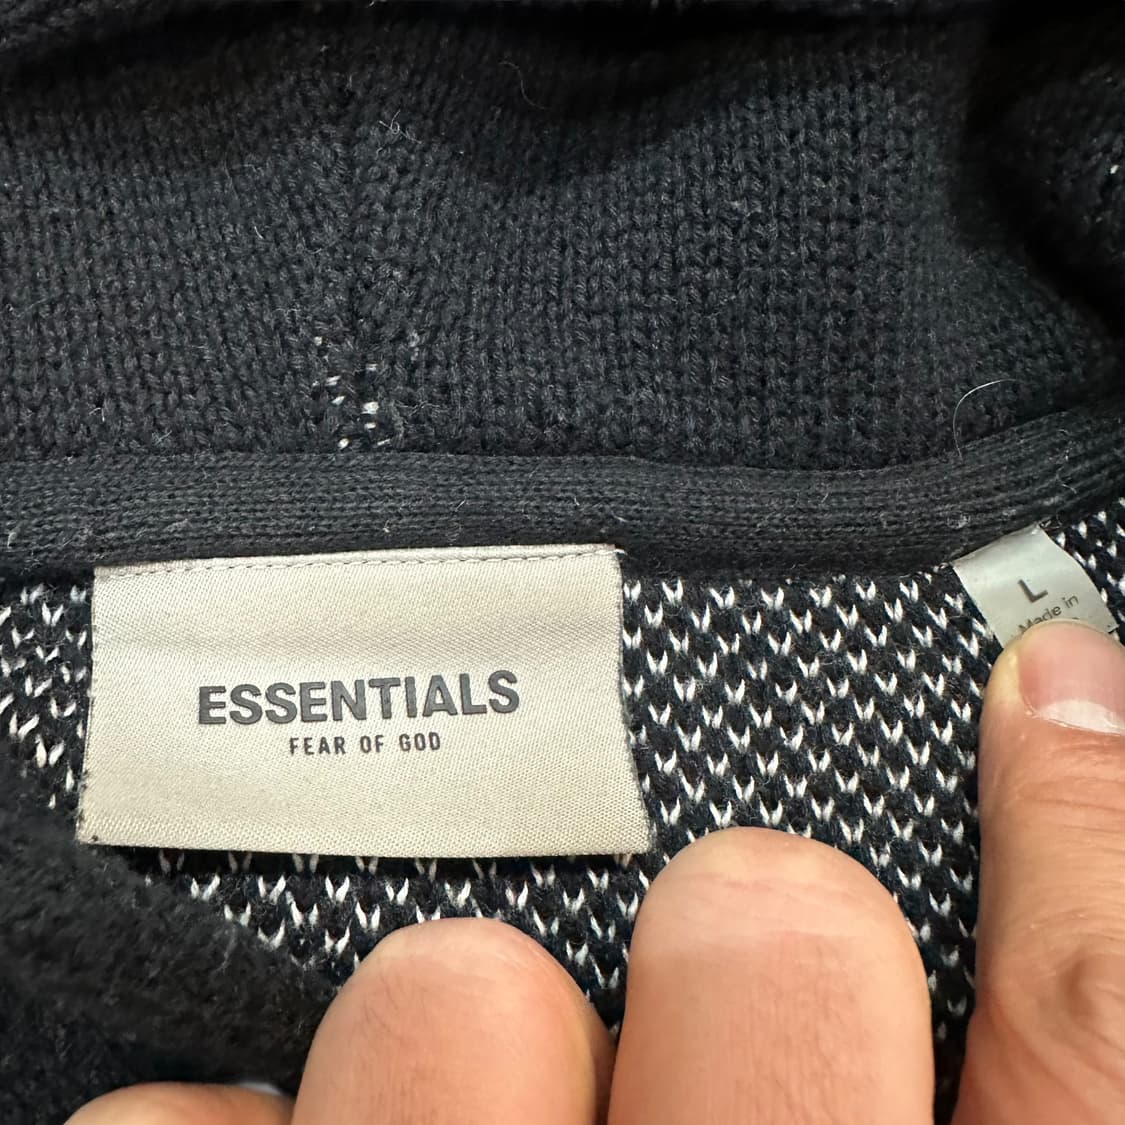 ESSENTIALS
FEAR OF GOD
L
Made in